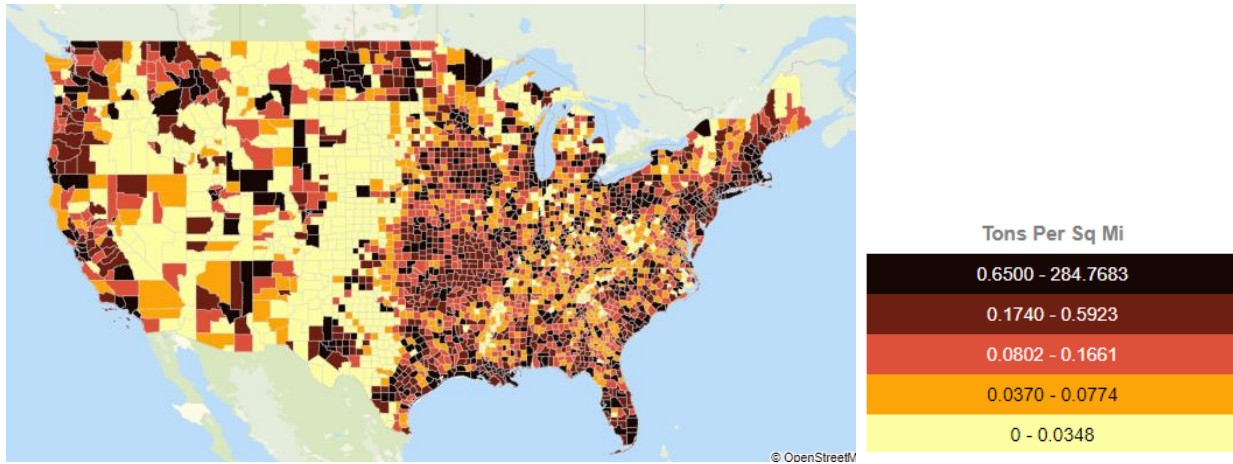 Tons Per Sq Mi
0.6500 - 284.7683
0.1740 - 0.5923
0.0802 - 0.1661
0.0370 - 0.0774
0 - 0.0348
© OpenStreetM